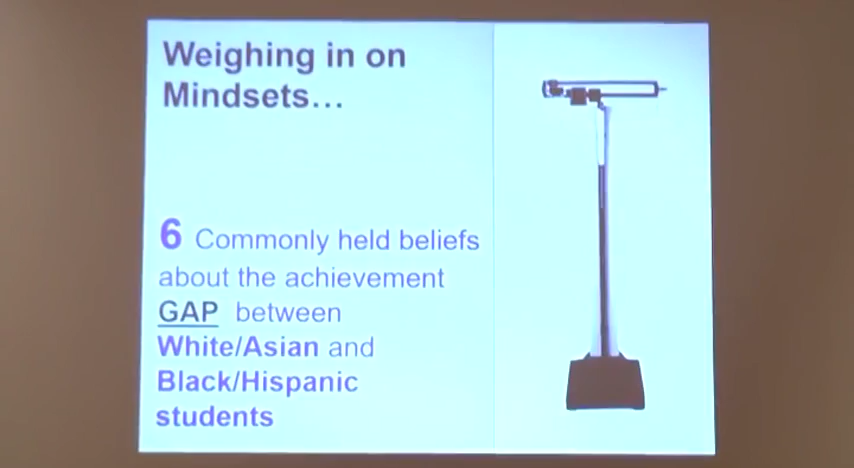 Weighing in on
Mindsets...
6 Commonly held beliefs
about the achievement
GAP between
White/Asian and
Black/Hispanic
students